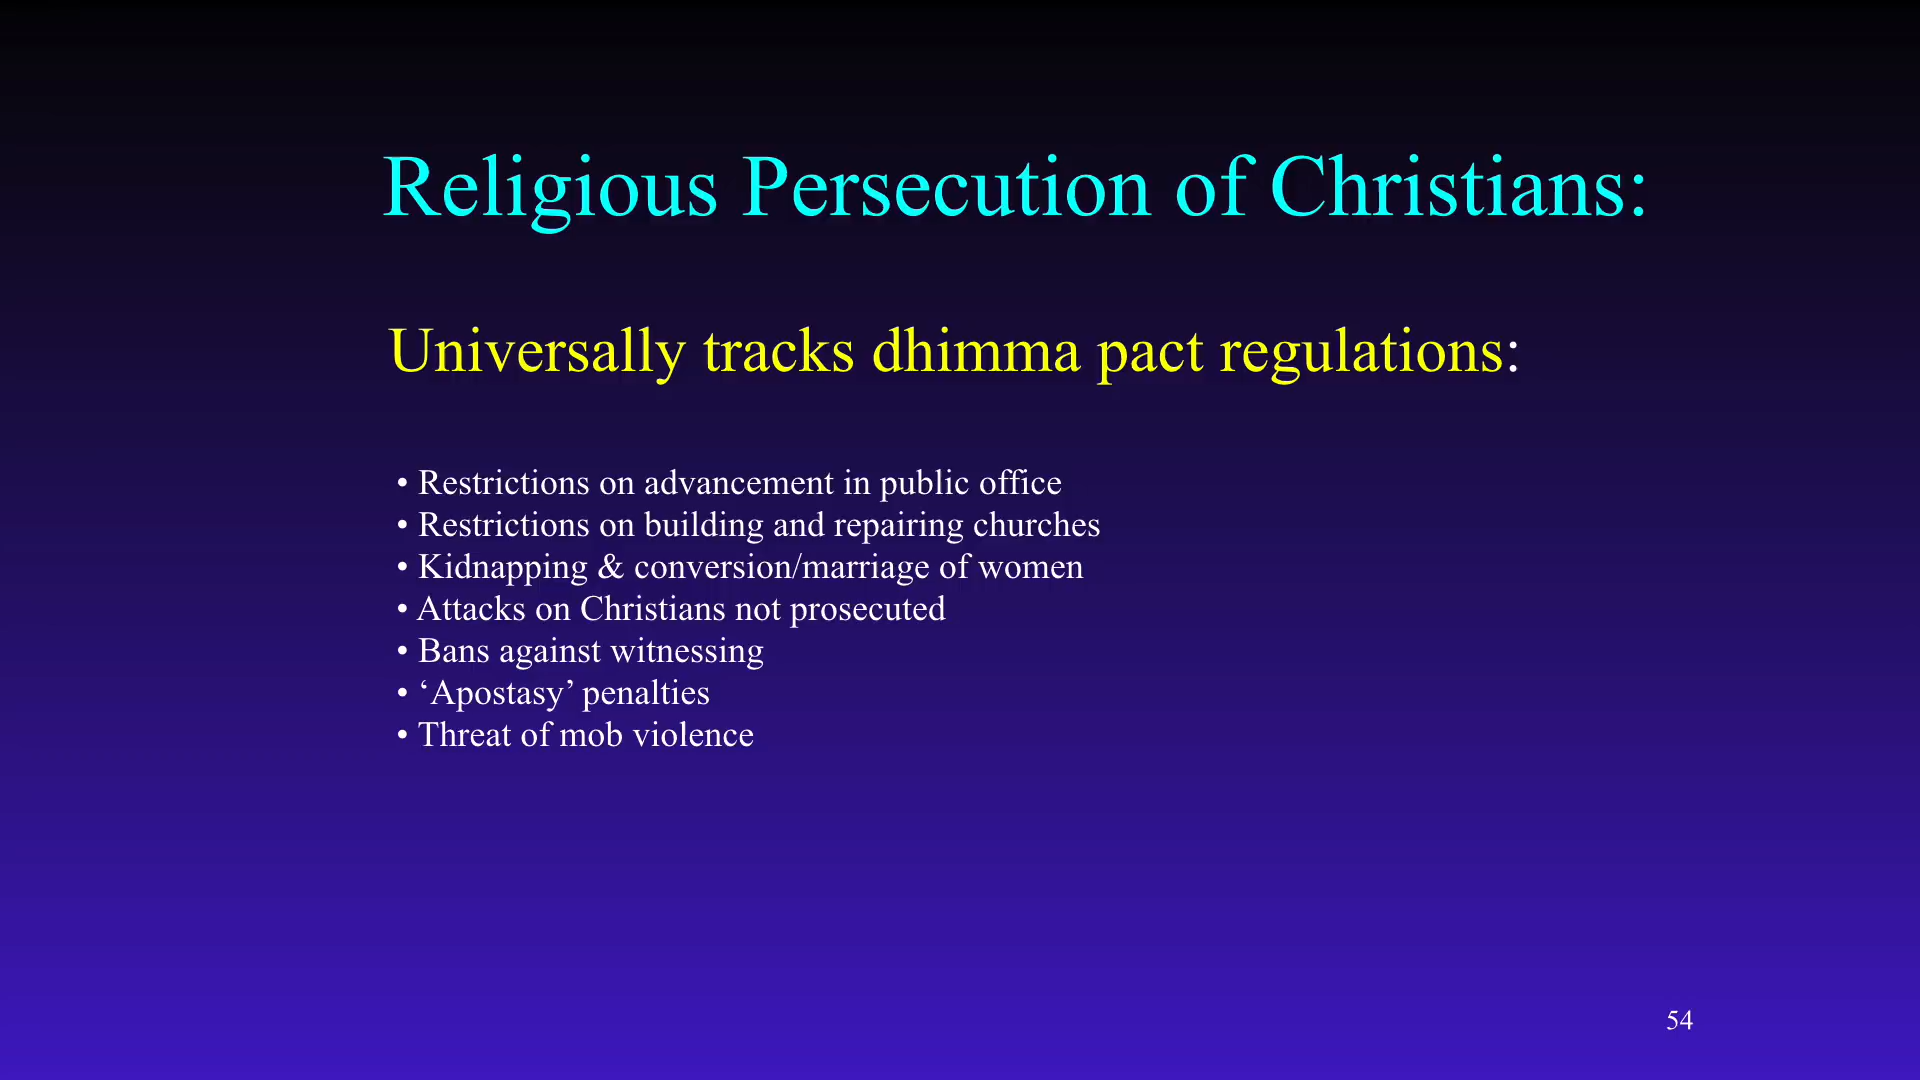 Religious Persecution of Christians:
Universally tracks dhimma pact regulations:
• Restrictions on advancement in public office
• Restrictions on building and repairing churches
• Kidnapping & conversion/marriage of women
• Attacks on Christians not prosecuted
• Bans against witnessing
• ‘Apostasy’ penalties
• Threat of mob violence
54